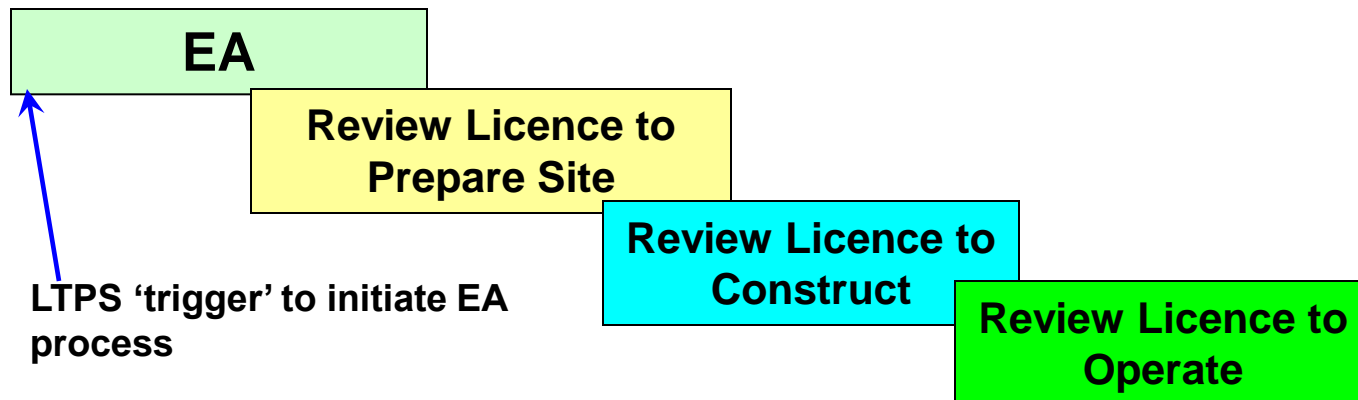 EA
Review Licence to
Prepare Site
Review Licence to
Construct
LTPS ‘trigger’ to initiate EA
process
Review Licence to
Operate